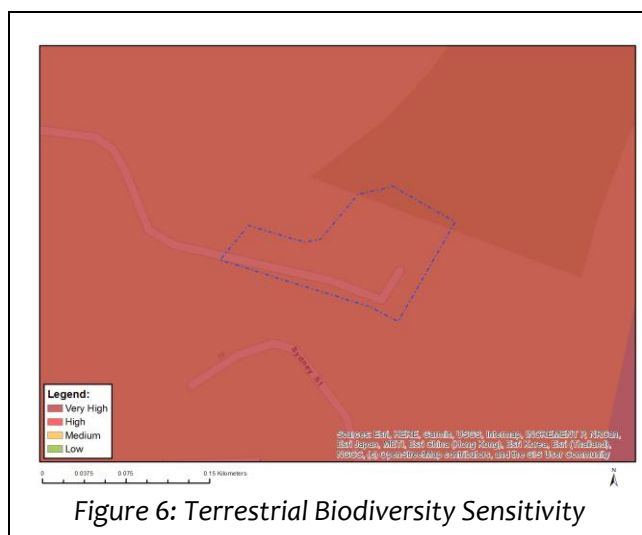 Sydney St
Legend:
Very High
High
Medium
Low
Sources: Esri, HERE, Garmin, USGS, Intermap, INCREMENT P, NRCan,
Esri Japan, METI, Esri China (Hong Kong), Esri Korea, Esri (Thailand),
NGCC, (c) OpenStreetMap contributors, and the GIS User Community
0 0.0375 0.075 0.15 Kilometers
N
Figure 6: Terrestrial Biodiversity Sensitivity